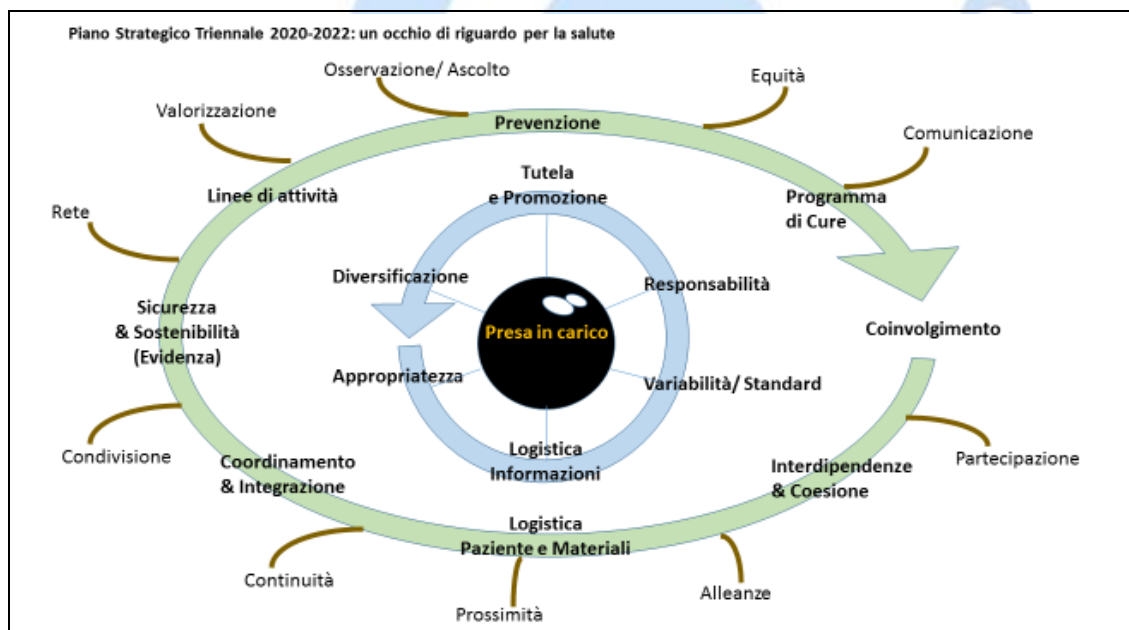 Piano Strategico Triennale 2020-2022: un occhio di riguardo per la salute
Osservazione/ Ascolto
Equità
Valorizzazione
Prevenzione
Comunicazione
Tutela
e Promozione
Linee di attività
Programma
di Cure
Rete
Diversificazione
Responsabilità
Sicurezza
& Sostenibilità
(Evidenza)
Presa in carico
Coinvolgimento
Appropriatezza
Variabilità/ Standard
Condivisione
Coordinamento
& Integrazione
Logistica
Informazioni
Interdipendenze
& Coesione
Partecipazione
Logistica
Paziente e Materiali
Continuità
Prossimità
Alleanze